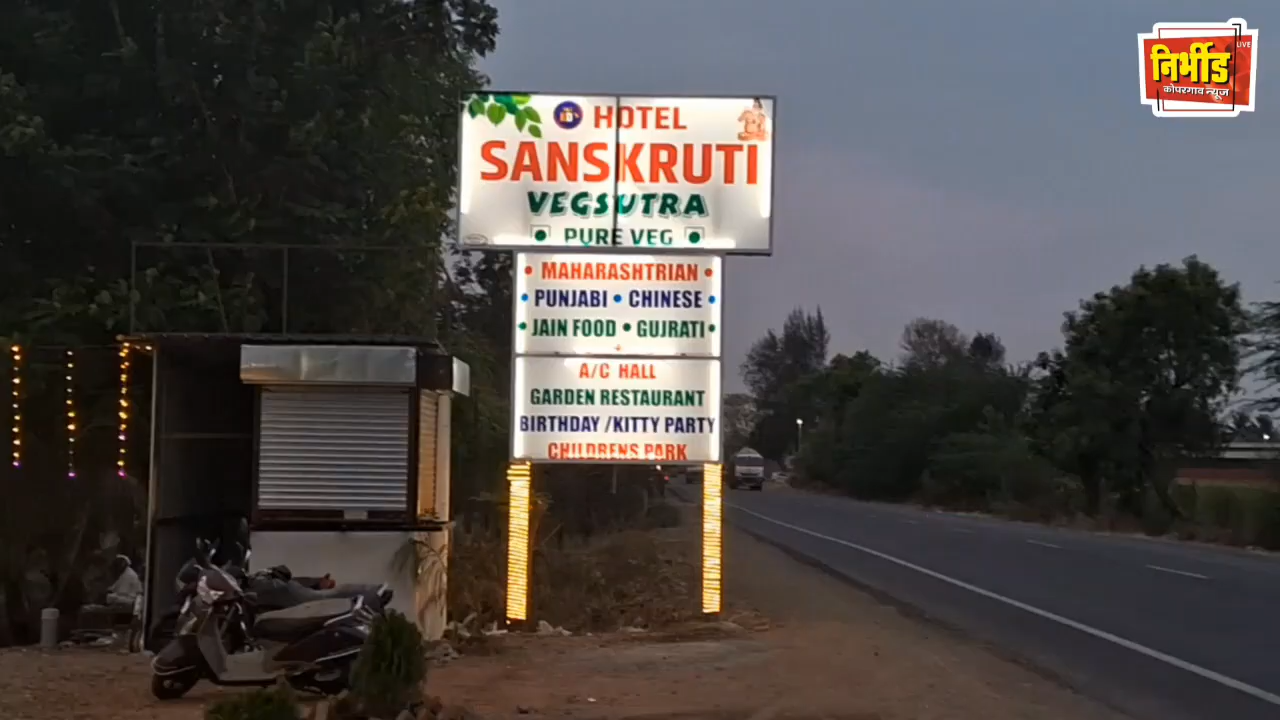 HOTEL
SANSKRUTI
VEGSUTRA
PURE VEG
• MAHARASHTRIAN •
• PUNJABI • CHINESE •
• JAIN FOOD • GUJRATI •
A/C HALL
GARDEN RESTAURANT
BIRTHDAY /KITTY PARTY
CHILDRENS PARK
LIVE
निर्भीड
कोपरगाव न्यूज